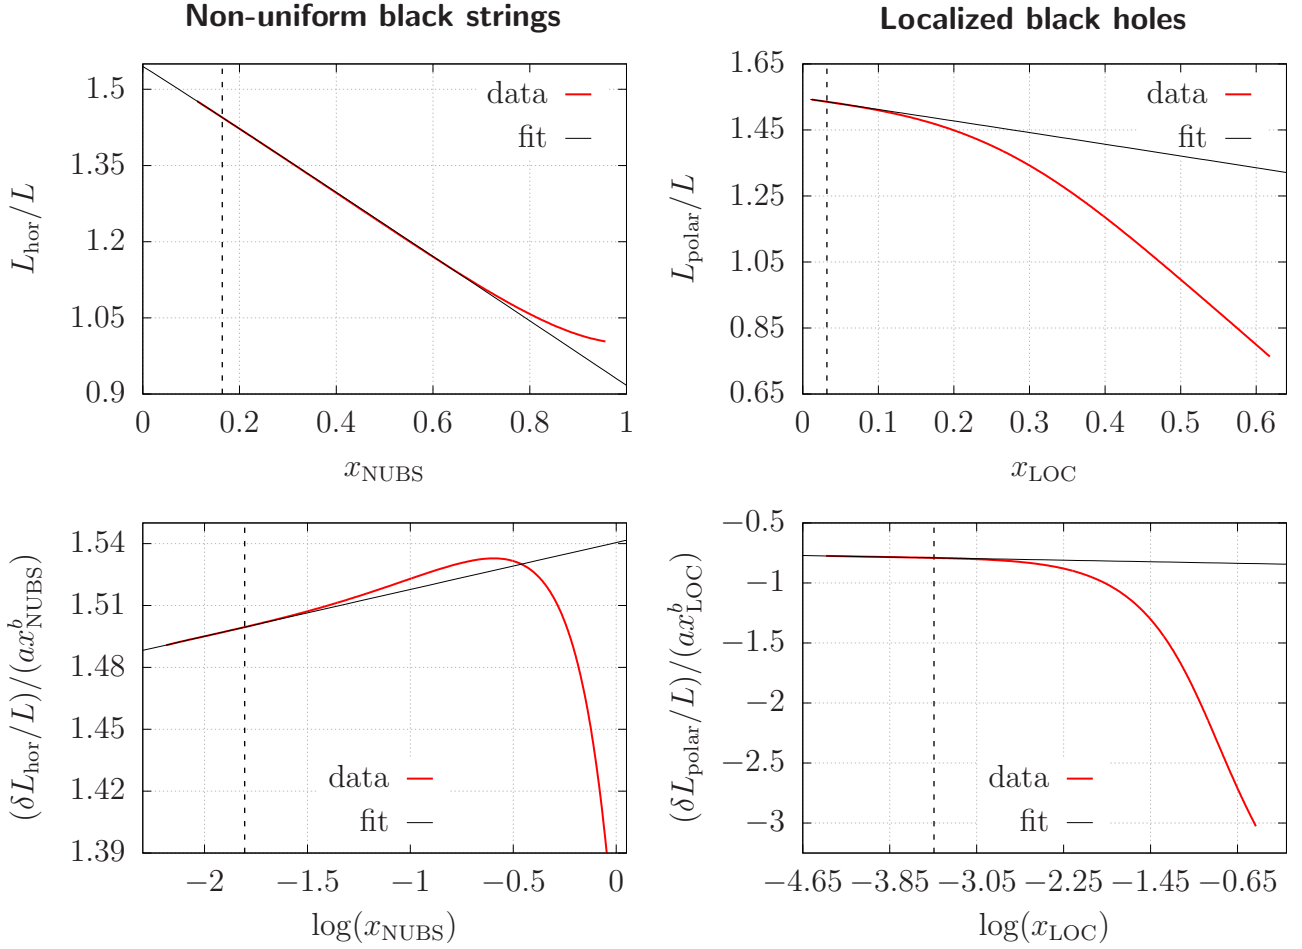 Non-uniform black strings
Localized black holes
L_hor/L
1.5
1.35
1.2
1.05
0.9
data
fit
0 0.2 0.4 0.6 0.8 1
x_NUBS
L_polar/L
1.65
1.45
1.25
1.05
0.85
0.65
data
fit
0 0.1 0.2 0.3 0.4 0.5 0.6
x_LOC
(δL_hor/L)/(ax^b_NUBS)
1.54
1.51
1.48
1.45
1.42
1.39
data
fit
−2 −1.5 −1 −0.5 0
log(x_NUBS)
(δL_polar/L)/(ax^b_LOC)
−0.5
−1
−1.5
−2
−2.5
−3
data
fit
−4.65 −3.85 −3.05 −2.25 −1.45 −0.65
log(x_LOC)